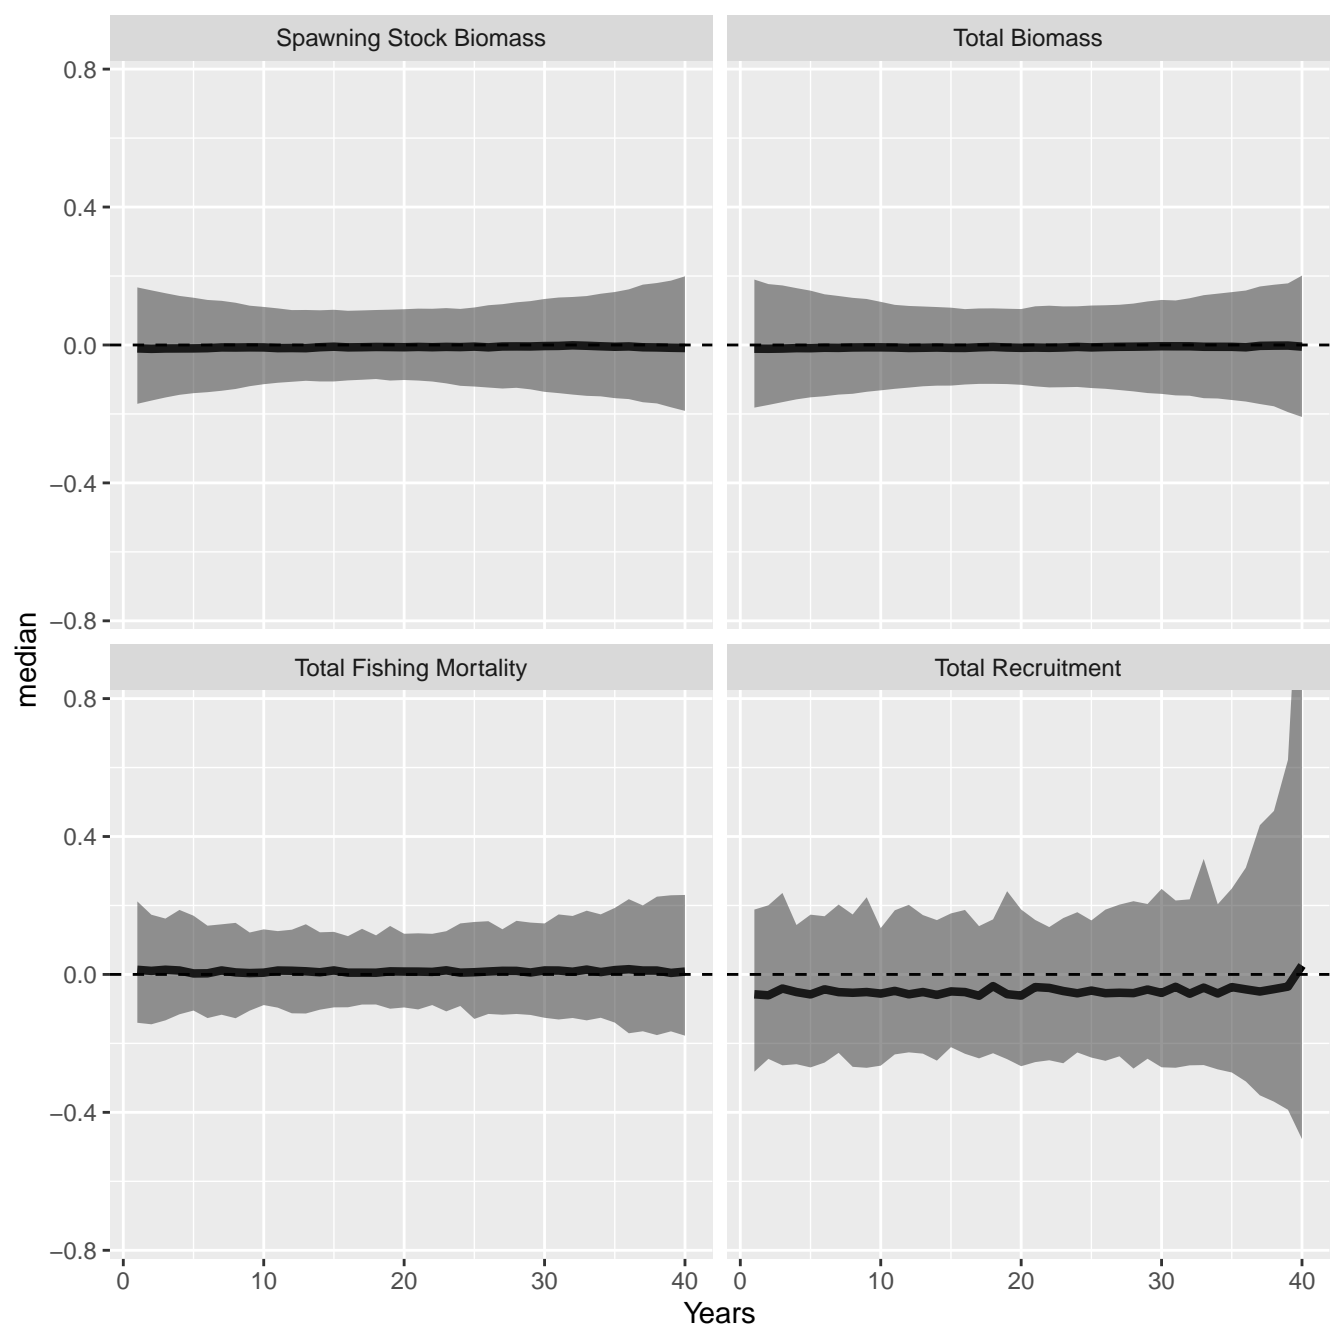 Spawning Stock Biomass
Total Biomass
0.8
0.4
0.0
−0.4
−0.8
median
Total Fishing Mortality
Total Recruitment
0.8
0.4
0.0
−0.4
−0.8
0 10 20 30 40
0 10 20 30 40
Years